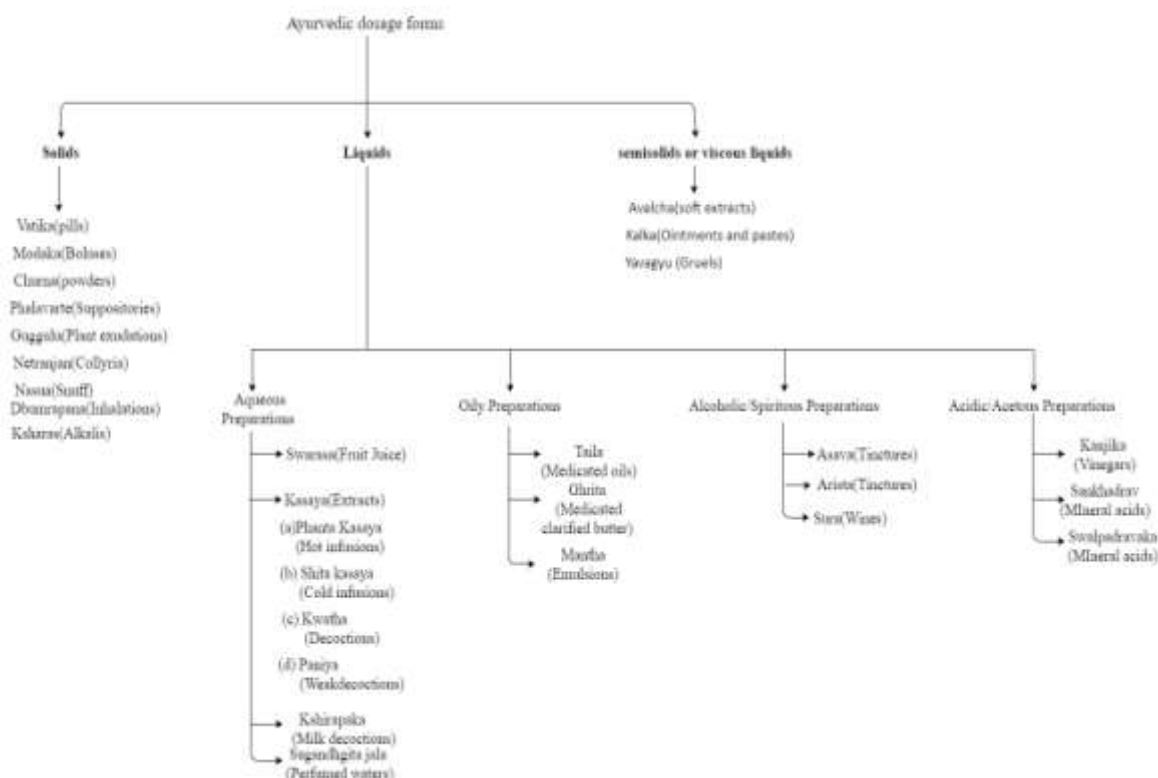 Ayurvedic dosage forms
Solids
Liquids
semisolids or viscous liquids
Vatika(pills)
Modaka(Boluses)
Churna(powders)
Phalavarte(Suppositories)
Guggulu(Plant exudations)
Netranjan(Collyria)
Nasua(Snuff)
Dhumrapana(Inhalations)
Ksharas(Alkalis)
Avelcha(soft extracts)
Kalka(Ointments and pastes)
Yavagyu (Gruels)
Aqueous
Preparations
Swarasa(Fruit Juice)
Kasaya(Extracts)
(a)Phanta Kasaya
(Hot infusions)
(b) Shita kasaya
(Cold infusions)
(c) Kwatha
(Decoctions)
(d) Paniya
(Weakdecoctions)
Kshirapaka
(Milk decoctions)
Sugandhgita jala
(Perfumed waters)
Oily Preparations
Taila
(Medicated oils)
Ghrita
(Medicated
clarified butter)
Mantha
(Emulsions)
Alcoholic Spiritous Preparations
Asava(Tinctures)
Arista(Tinctures)
Sura(Wines)
Acidic/Acetous Preparations
Kanjika
(Vinegars)
Sankhadrav
(MIneral acids)
Swalpadravaka
(MIneral acids)